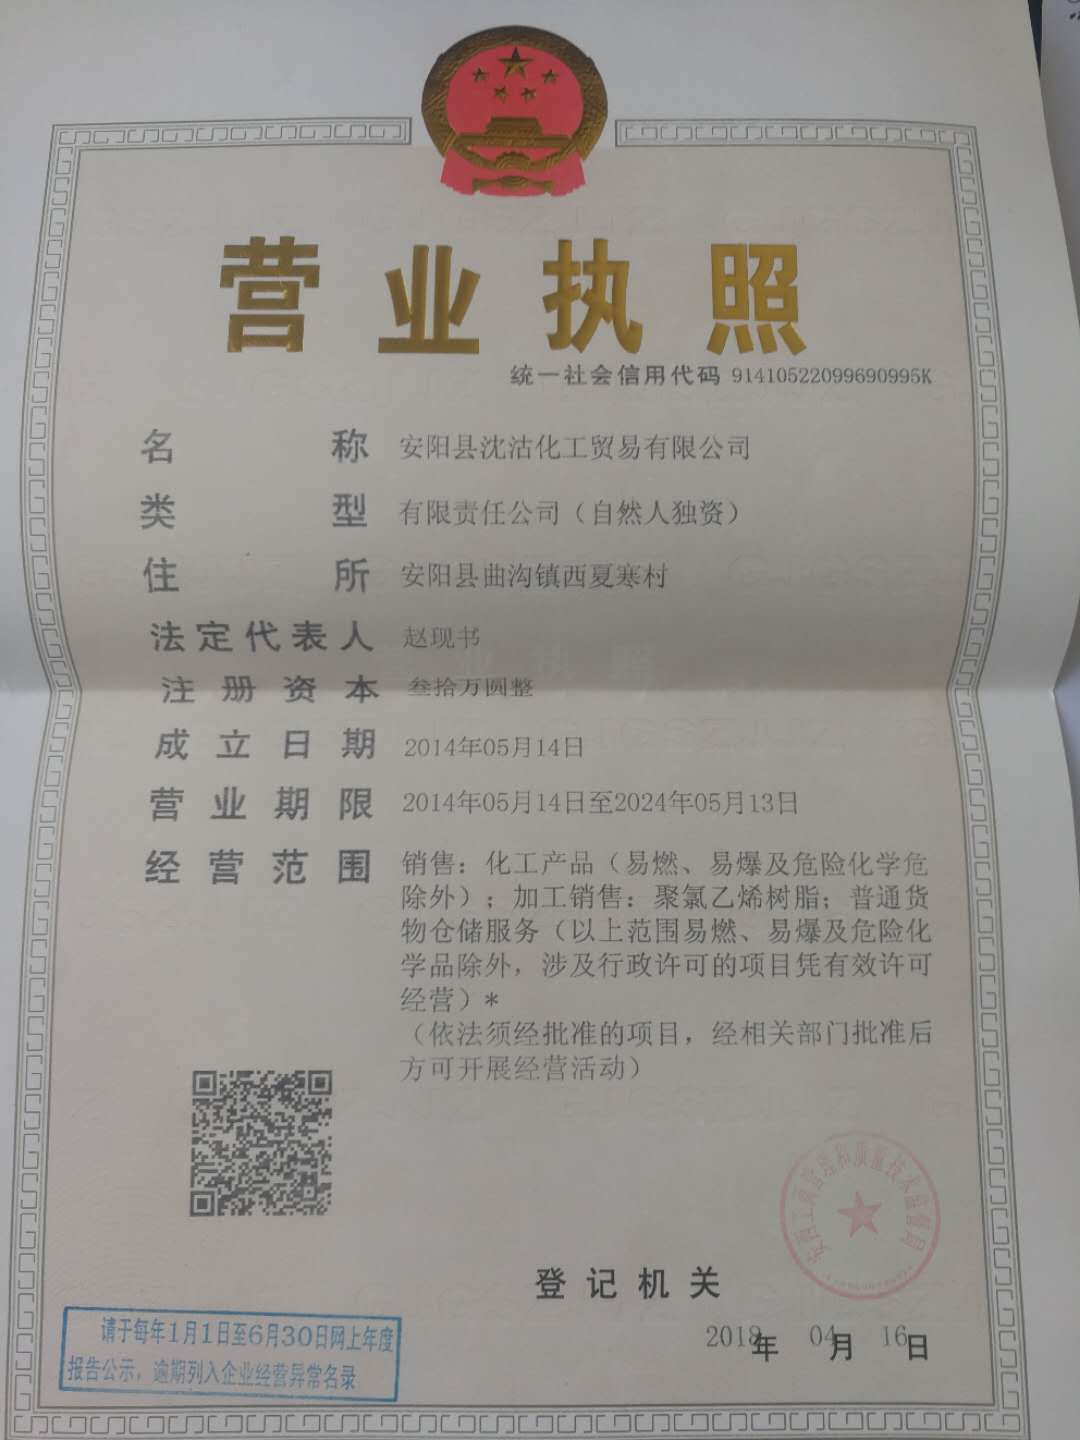 营业执照
统一社会信用代码 91410522099690995K
名称 安阳县沈沽化工贸易有限公司
类型 有限责任公司（自然人独资）
住所 安阳县曲沟镇西夏寒村
法定代表人 赵现书
注册资本 叁拾万圆整
成立日期 2014年05月14日
营业期限 2014年05月14日至2024年05月13日
经营范围 销售：化工产品（易燃、易爆及危险化学危
除外）；加工销售：聚氯乙烯树脂；普通货
物仓储服务（以上范围易燃、易爆及危险化
学品除外，涉及行政许可的项目凭有效许可
经营）*
（依法须经批准的项目，经相关部门批准后
方可开展经营活动）
登记机关
2018年 04月 16日
请于每年1月1日至6月30日网上年度
报告公示，逾期列入企业经营异常名录